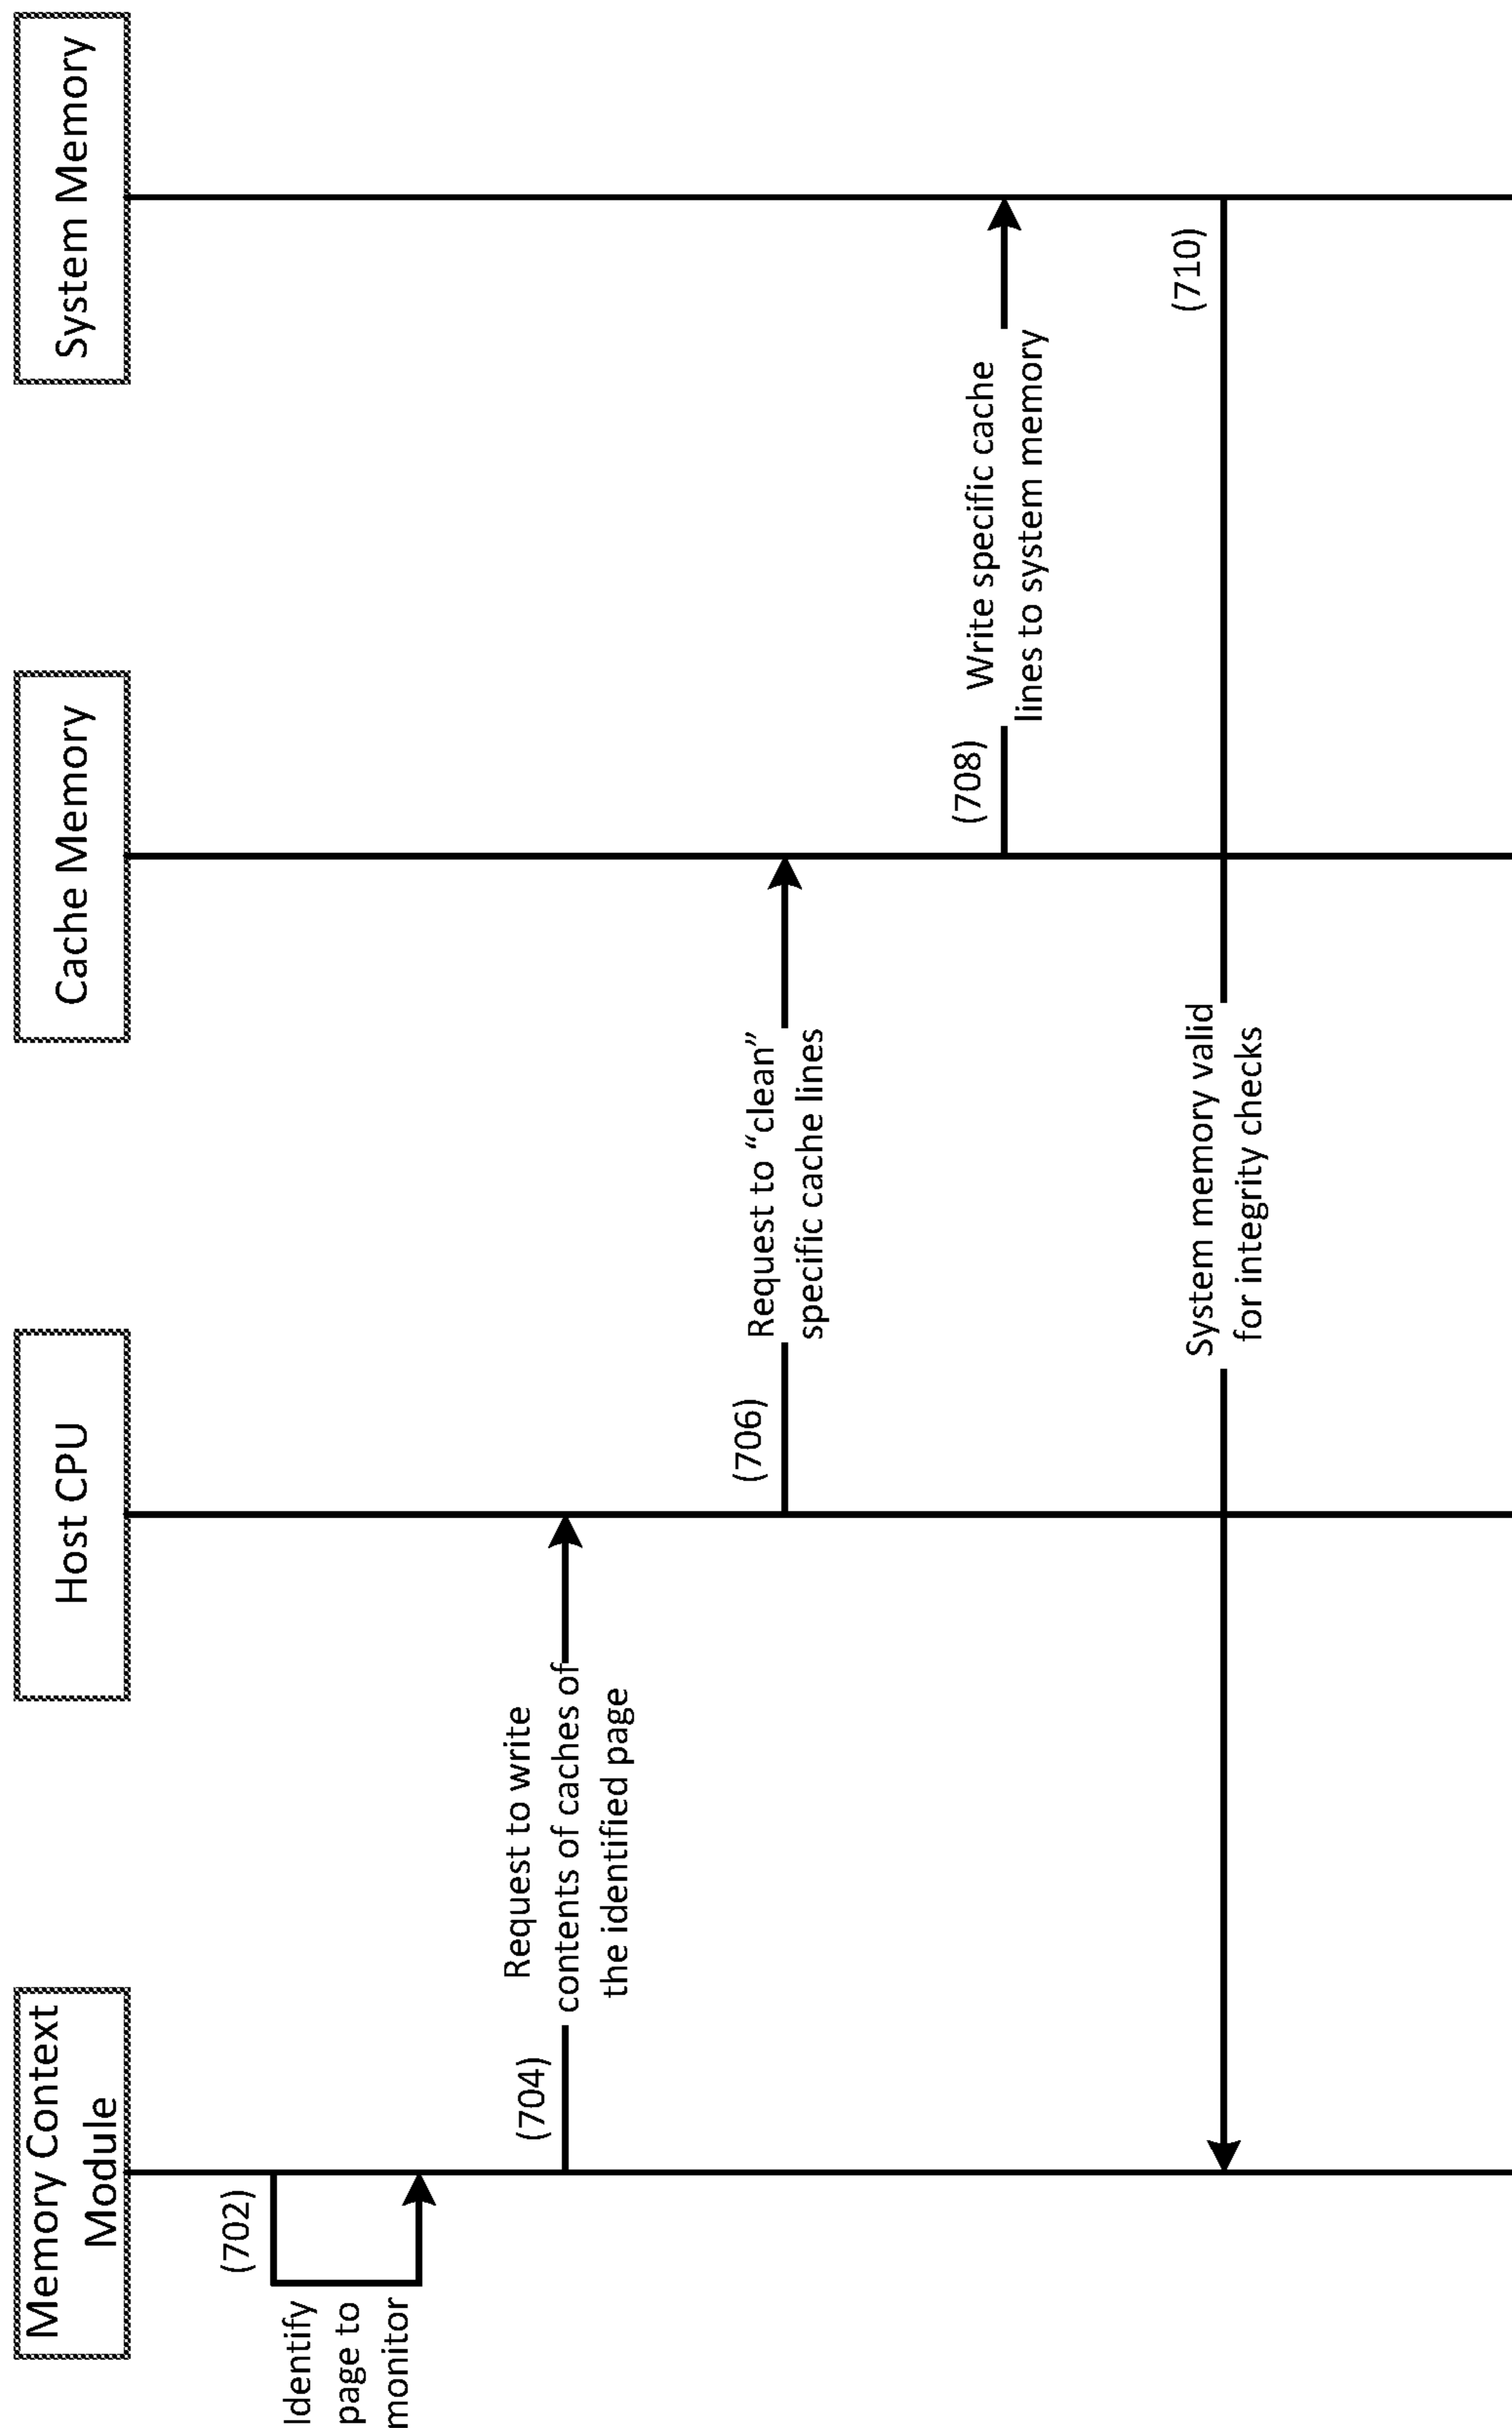 Memory Context
Module
Host CPU
Cache Memory
System Memory
(702)
Identify
page to
monitor
(704)
Request to write
contents of caches of
the identified page
(706)
Request to “clean”
specific cache lines
(708)
Write specific cache
lines to system memory
(710)
System memory valid
for integrity checks